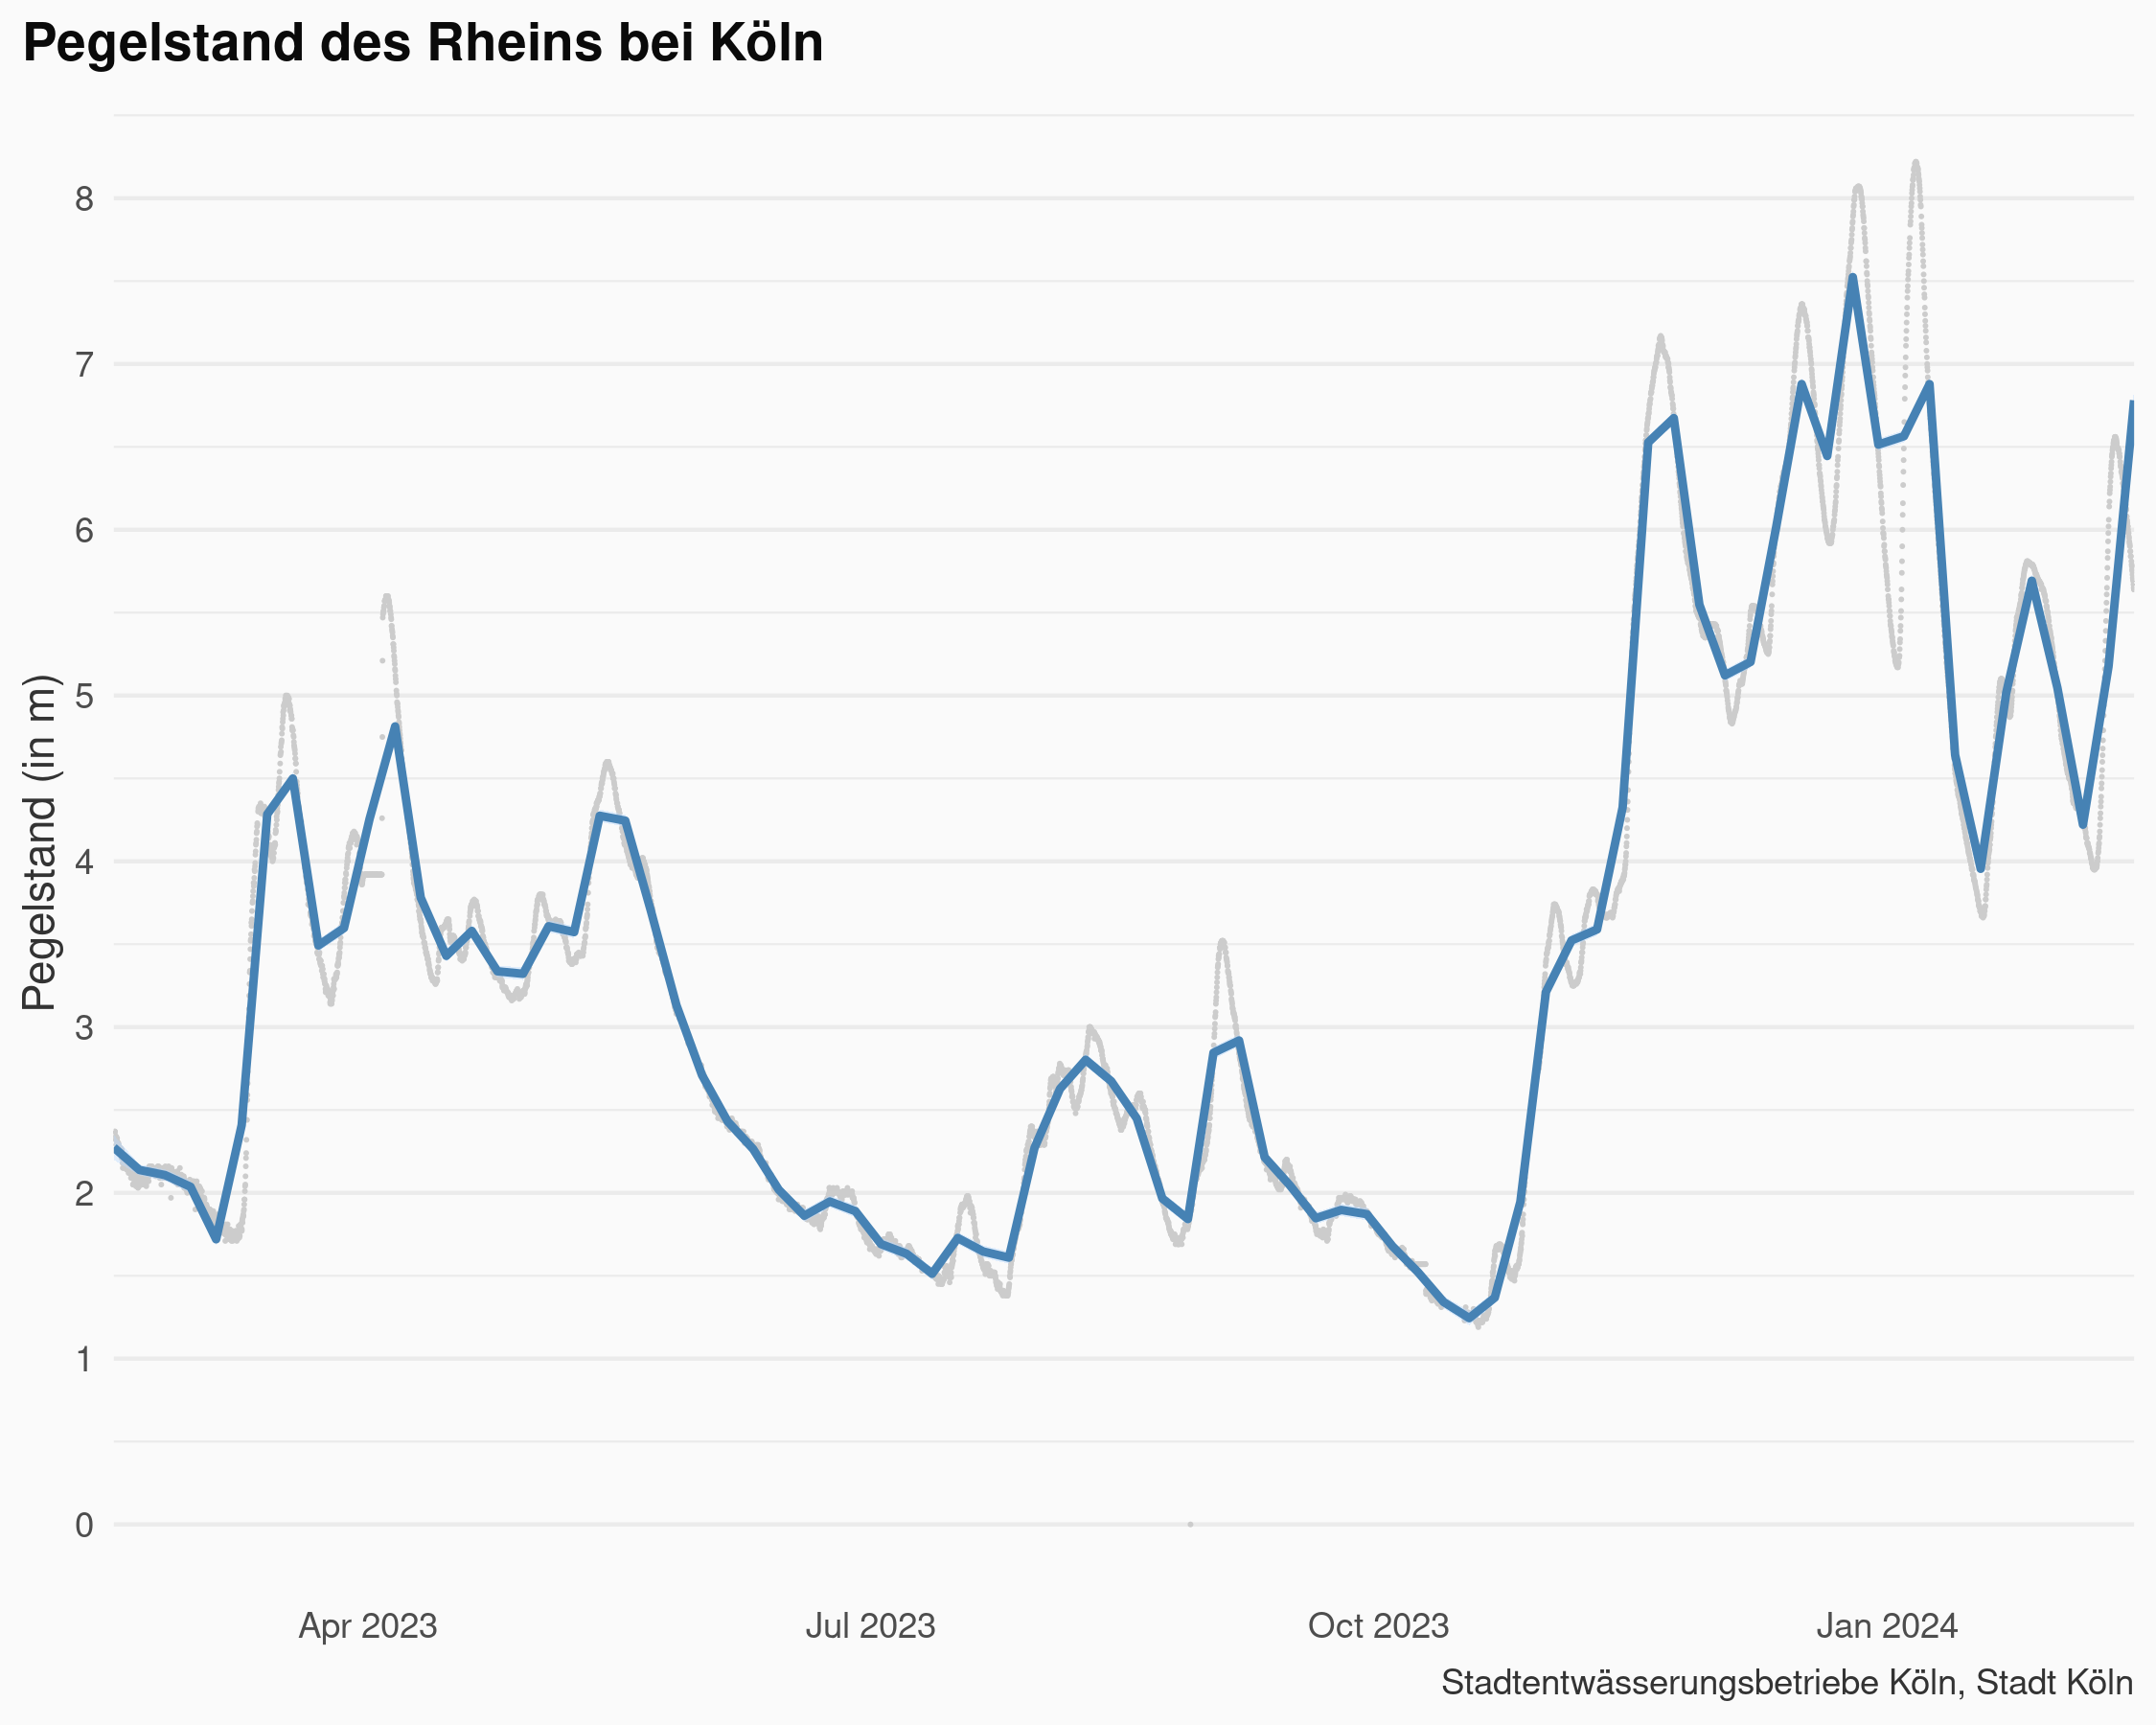 Pegelstand des Rheins bei Köln
Pegelstand (in m)
8
7
6
5
4
3
2
1
0
Apr 2023 Jul 2023 Oct 2023 Jan 2024
Stadtentwässerungsbetriebe Köln, Stadt Köln